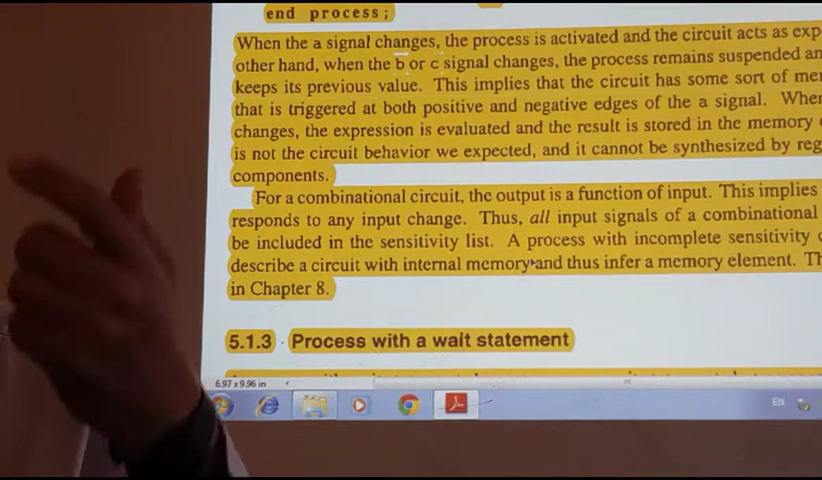 end process;
When the a signal changes, the process is activated and the circuit acts as exp
other hand, when the b or c signal changes, the process remains suspended an
keeps its previous value. This implies that the circuit has some sort of me
that is triggered at both positive and negative edges of the a signal. When
changes, the expression is evaluated and the result is stored in the memory
is not the circuit behavior we expected, and it cannot be synthesized by reg
components.
For a combinational circuit, the output is a function of input. This implies
responds to any input change. Thus, all input signals of a combinational
be included in the sensitivity list. A process with incomplete sensitivity
describe a circuit with internal memory and thus infer a memory element. Th
in Chapter 8.
5.1.3 Process with a wait statement
6.97 x 9.96 in
EN